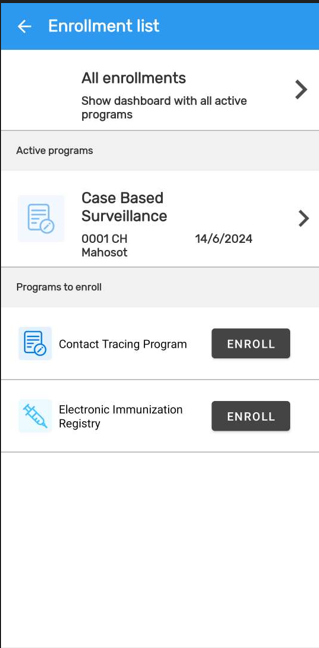 Enrollment list
All enrollments
Show dashboard with all active
programs
Active programs
Case Based
Surveillance
0001 CH 14/6/2024
Mahosot
Programs to enroll
Contact Tracing Program ENROLL
Electronic Immunization
Registry
ENROLL